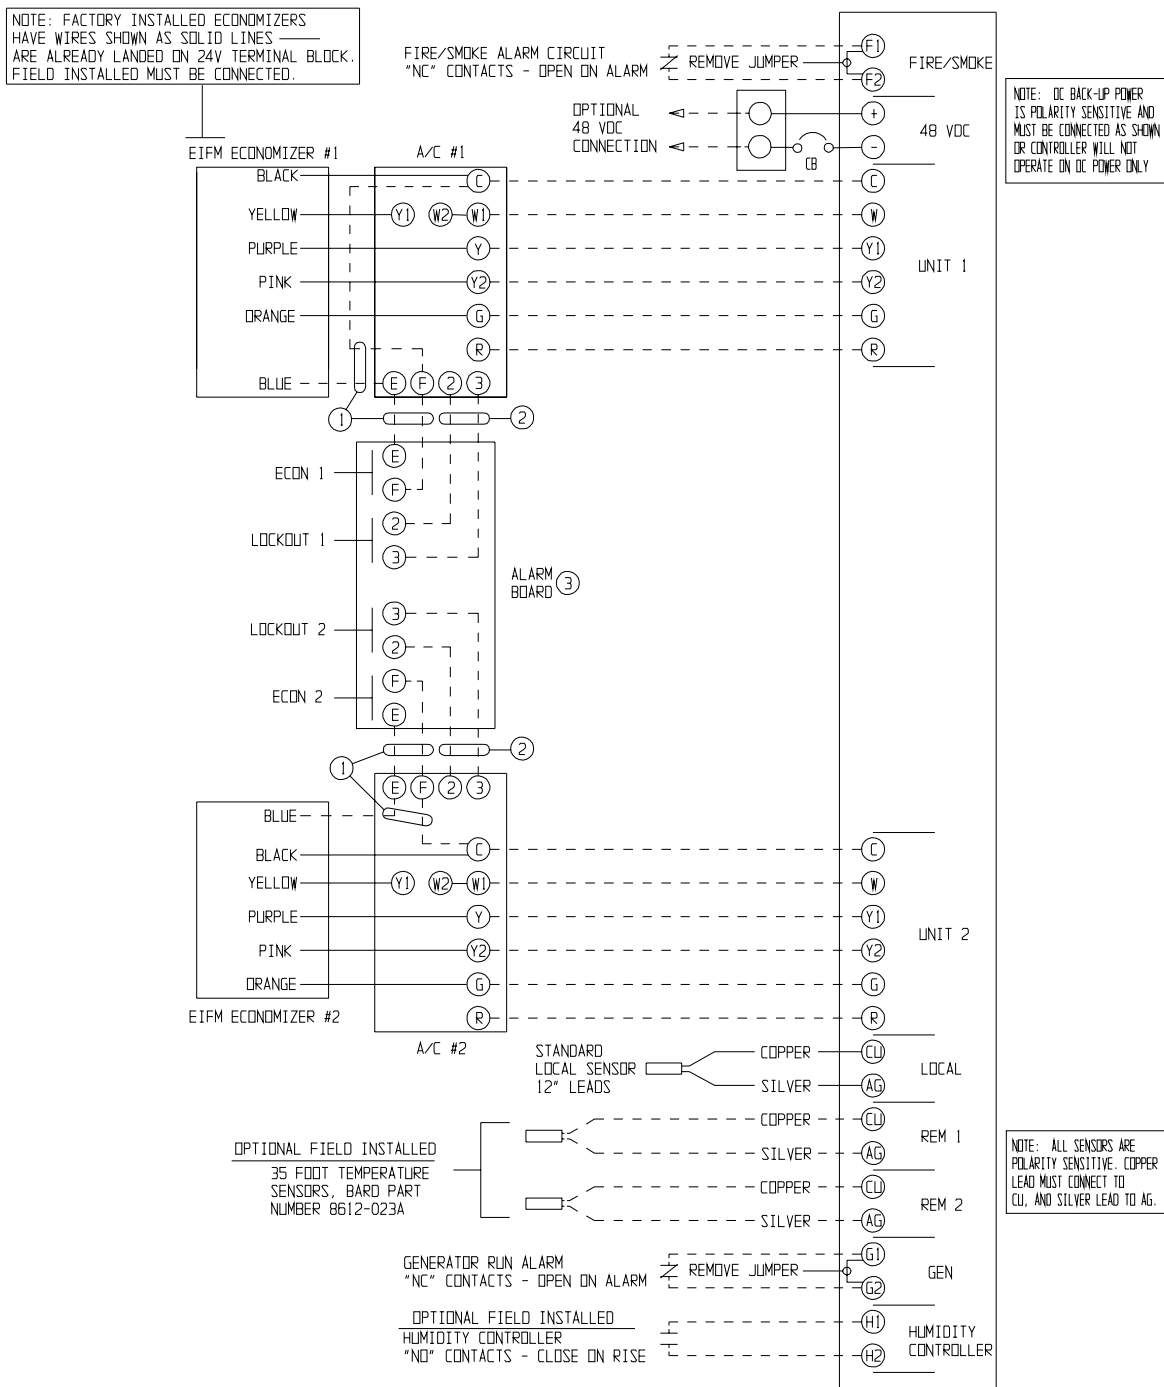 NOTE: FACTORY INSTALLED ECONOMIZERS
HAVE WIRES SHOWN AS SOLID LINES
ARE ALREADY LANDED ON 24V TERMINAL BLOCK.
FIELD INSTALLED MUST BE CONNECTED.
FIRE/SMOKE ALARM CIRCUIT
"NC" CONTACTS - OPEN ON ALARM
REMOVE JUMPER
F1
F2
FIRE/SMOKE
OPTIONAL
48 VDC
CONNECTION
CB
+
-
48 VDC
NOTE: DC BACK-UP POWER
IS POLARITY SENSITIVE AND
MUST BE CONNECTED AS SHOWN
OR CONTROLLER WILL NOT
OPERATE ON DC POWER ONLY
EIFM ECONOMIZER #1
A/C #1
BLACK
C
C
YELLOW
Y1
W2
W1
W
PURPLE
Y
Y1
UNIT 1
PINK
Y2
Y2
ORANGE
G
G
R
R
BLUE
E
F
2
3
1
2
ECON 1
E
F
LOCKOUT 1
2
3
ALARM
BOARD
3
LOCKOUT 2
3
2
ECON 2
F
E
1
2
E
F
2
3
BLUE
BLACK
C
C
YELLOW
Y1
W2
W1
W
PURPLE
Y
Y1
UNIT 2
PINK
Y2
Y2
ORANGE
G
G
EIFM ECONOMIZER #2
R
R
A/C #2
STANDARD
LOCAL SENSOR
12" LEADS
COPPER
CU
SILVER
AG
LOCAL
OPTIONAL FIELD INSTALLED
35 FOOT TEMPERATURE
SENSORS, BARD PART
NUMBER 8612-023A
COPPER
CU
SILVER
AG
REM 1
COPPER
CU
SILVER
AG
REM 2
NOTE: ALL SENSORS ARE
POLARITY SENSITIVE. COPPER
LEAD MUST CONNECT TO
CU, AND SILVER LEAD TO AG.
GENERATOR RUN ALARM
"NC" CONTACTS - OPEN ON ALARM
REMOVE JUMPER
G1
G2
GEN
OPTIONAL FIELD INSTALLED
HUMIDITY CONTROLLER
"NO" CONTACTS - CLOSE ON RISE
H1
H2
HUMIDITY
CONTROLLER